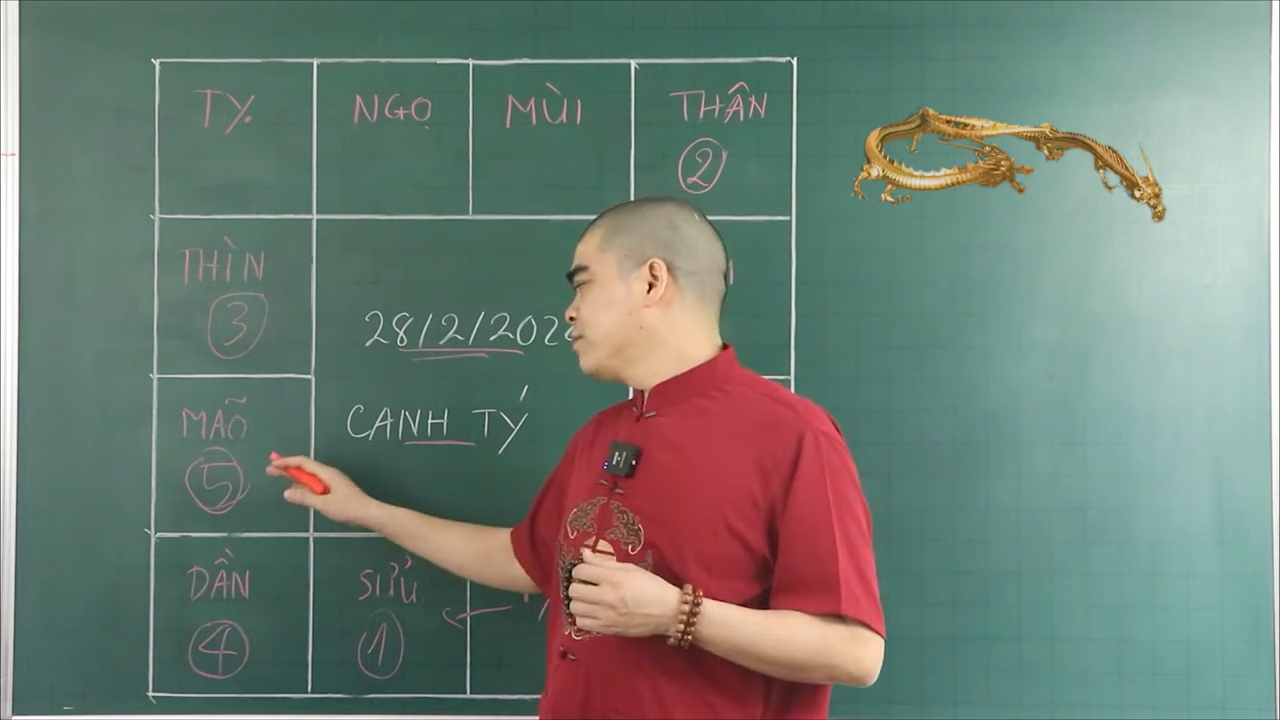 TỴ NGỌ MÙI THÂN
2
THÌN
3
28/2/202
MÃO
CANH TÝ
5
DẦN SỬU
4 1